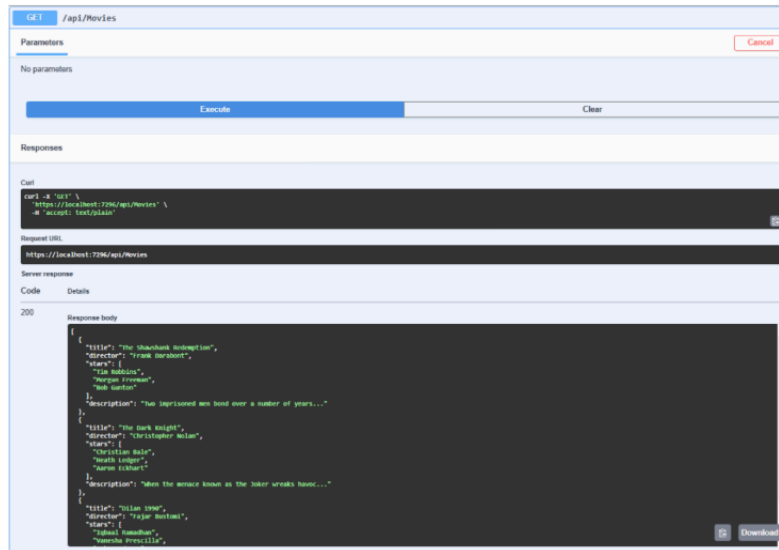 GET /api/Movies
Parameters
Cancel
No parameters
Execute
Clear
Responses
Curl
curl -X 'GET' \
'https://localhost:7296/api/Movies' \
-H 'accept: text/plain'
Request URL
https://localhost:7296/api/Movies
Server response
Code Details
200
Response body
[
{
"title": "The Shawshank Redemption",
"director": "Frank Darabont",
"stars": [
"Tim Robbins",
"Morgan Freeman",
"Bob Gunton"
],
"description": "Two imprisoned men bond over a number of years..."
},
{
"title": "The Dark Knight",
"director": "Christopher Nolan",
"stars": [
"Christian Bale",
"Heath Ledger",
"Aaron Eckhart"
],
"description": "When the menace known as the Joker wreaks havoc..."
},
{
"title": "Dilan 1990",
"director": "Fajar Bustomi",
"stars": [
"Iqbaal Ramadhan",
"Vanesha Prescilla",
Download